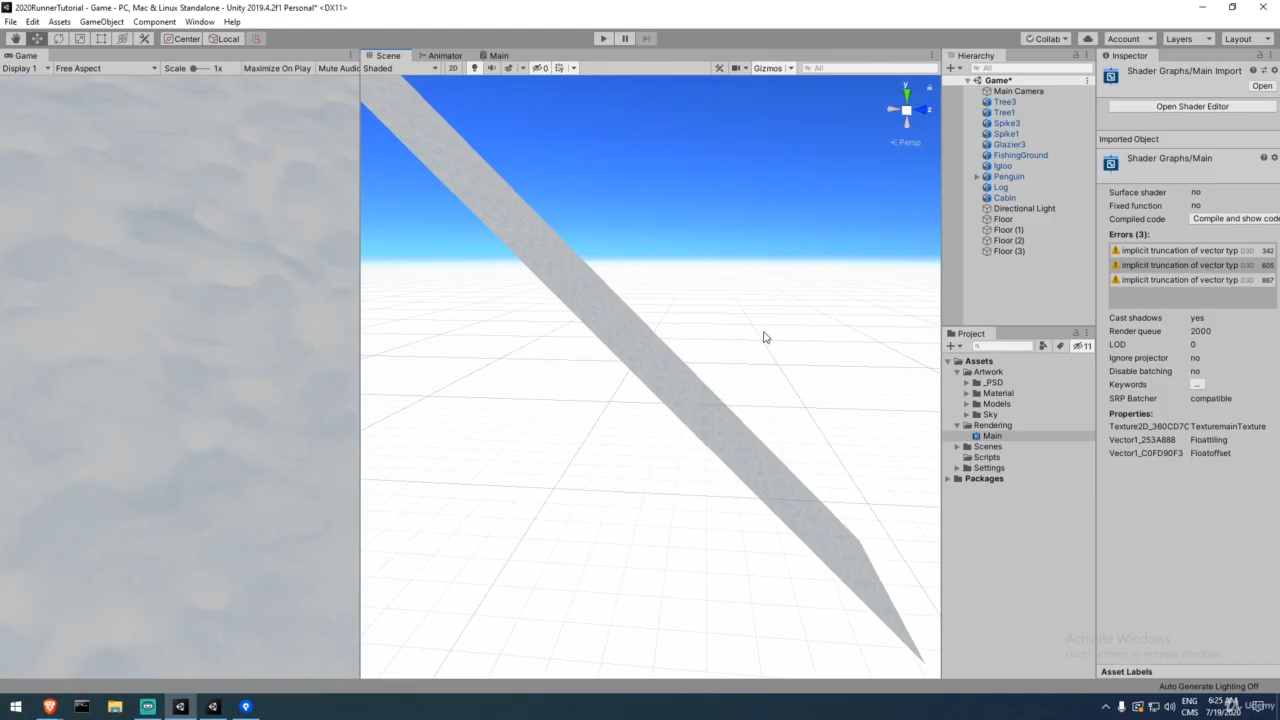 2020RunnerTutorial - Game - PC, Mac & Linux Standalone - Unity 2019.4.2f1 Personal* <DX11>
File Edit Assets GameObject Component Window Help
Center Local Collab Account Layers Layout
Game Scene Animator Main Hierarchy Inspector
Display 1 Free Aspect Scale 1x Maximize On Play Mute Audio Shaded 2D 0 Gizmos All All
Shader Graphs/Main Import
Open
Open Shader Editor
Game*
Main Camera
Tree3
Tree1
Spike3
Spike1
Glazier3
FishingGround
Igloo
Penguin
Log
Cabin
Directional Light
Floor
Floor (1)
Floor (2)
Floor (3)
y
z
Persp
Imported Object
Shader Graphs/Main
Surface shader no
Fixed function no
Compiled code Compile and show code
Errors (3):
implicit truncation of vector typ D3D 342
implicit truncation of vector typ D3D 605
implicit truncation of vector typ D3D 867
Cast shadows yes
Render queue 2000
LOD 0
Ignore projector no
Disable batching no
Keywords ...
SRP Batcher compatible
Properties:
Texture2D_360CD7C TexturemainTexture
Vector1_253A888 Floattiling
Vector1_C0FD90F3 Floatoffset
Project
11
Assets
Artwork
_PSD
Material
Models
Sky
Rendering
Main
Scenes
Scripts
Settings
Packages
Activate Windows
Go to Settings to activate Windows.
Asset Labels
Auto Generate Lighting Off
ENG
CMS
6:25 AM
7/19/2020
Udemy